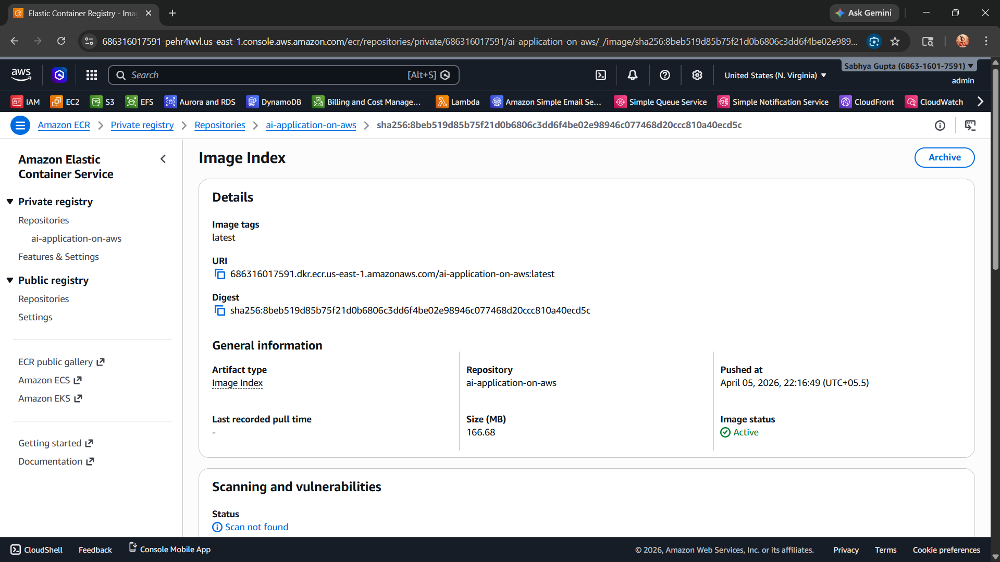 Elastic Container Registry - Ima
Ask Gemini
686316017591-pehr4wvl.us-east-1.console.aws.amazon.com/ecr/repositories/private/686316017591/ai-application-on-aws/_/image/sha256:8beb519d85b75f21d0b6806c3dd6f4be02e989...
aws
Search
[Alt+S]
United States (N. Virginia)
Sabhya Gupta (6863-1601-7591)
admin
IAM
EC2
S3
EFS
Aurora and RDS
DynamoDB
Billing and Cost Manage...
Lambda
Amazon Simple Email Se...
Simple Queue Service
Simple Notification Service
CloudFront
CloudWatch
Amazon ECR
Private registry
Repositories
ai-application-on-aws
sha256:8beb519d85b75f21d0b6806c3dd6f4be02e98946c077468d20ccc810a40ecd5c
Amazon Elastic
Container Service
Private registry
Repositories
ai-application-on-aws
Features & Settings
Public registry
Repositories
Settings
ECR public gallery
Amazon ECS
Amazon EKS
Getting started
Documentation
Image Index
Archive
Details
Image tags
latest
URI
686316017591.dkr.ecr.us-east-1.amazonaws.com/ai-application-on-aws:latest
Digest
sha256:8beb519d85b75f21d0b6806c3dd6f4be02e98946c077468d20ccc810a40ecd5c
General information
Artifact type
Image Index
Repository
ai-application-on-aws
Pushed at
April 05, 2026, 22:16:49 (UTC+05.5)
Last recorded pull time
-
Size (MB)
166.68
Image status
Active
Scanning and vulnerabilities
Status
Scan not found
CloudShell
Feedback
Console Mobile App
© 2026, Amazon Web Services, Inc. or its affiliates.
Privacy
Terms
Cookie preferences